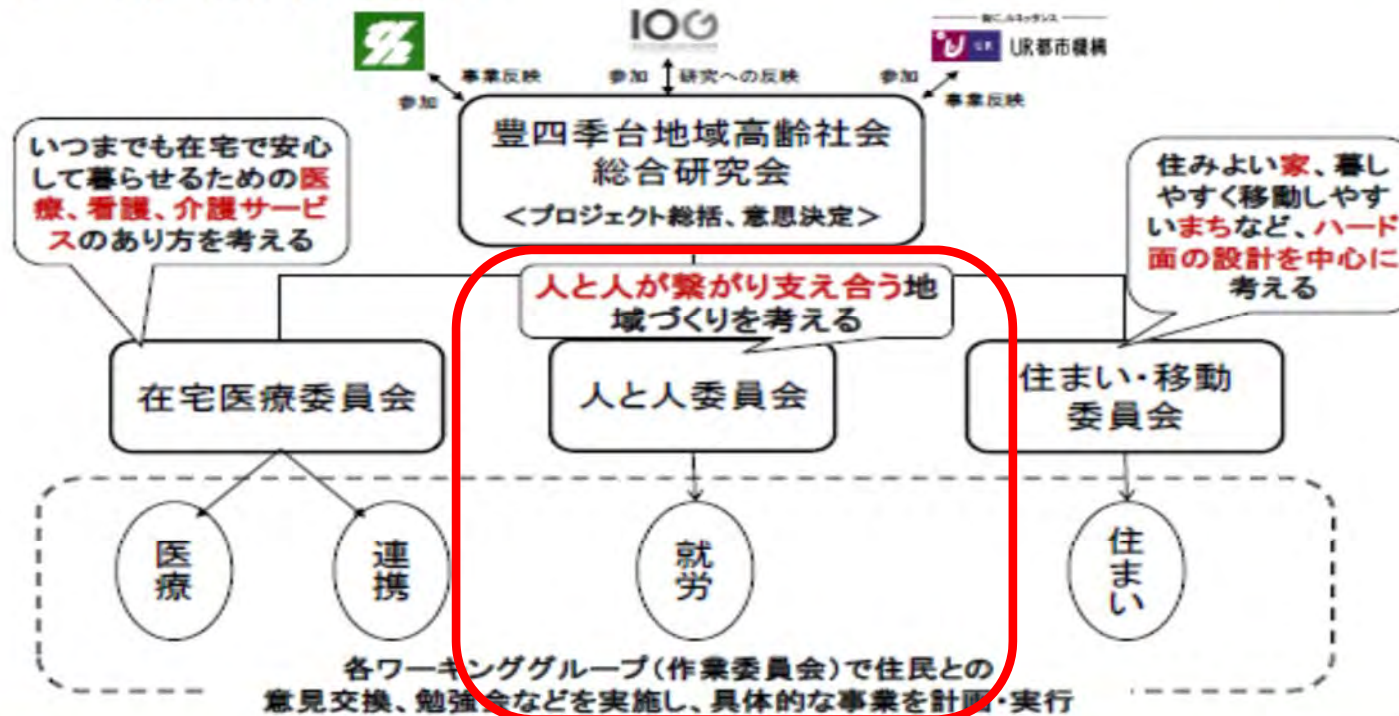 IOG
UR都市機構
事業反映
参加
参加
研究への反映
参加
事業反映
豊四季台地域高齢社会
総合研究会
＜プロジェクト総括、意思決定＞
いつまでも在宅で安心
して暮らせるための医
療、看護、介護サービ
スのあり方を考える
人と人が繋がり支え合う地
域づくりを考える
住みよい家、暮し
やすく移動しやす
いまちなど、ハード
面の設計を中心に
考える
在宅医療委員会
人と人委員会
住まい・移動
委員会
医療
連携
就労
住まい
各ワーキンググループ（作業委員会）で住民との
意見交換、勉強会などを実施し、具体的な事業を計画・実行